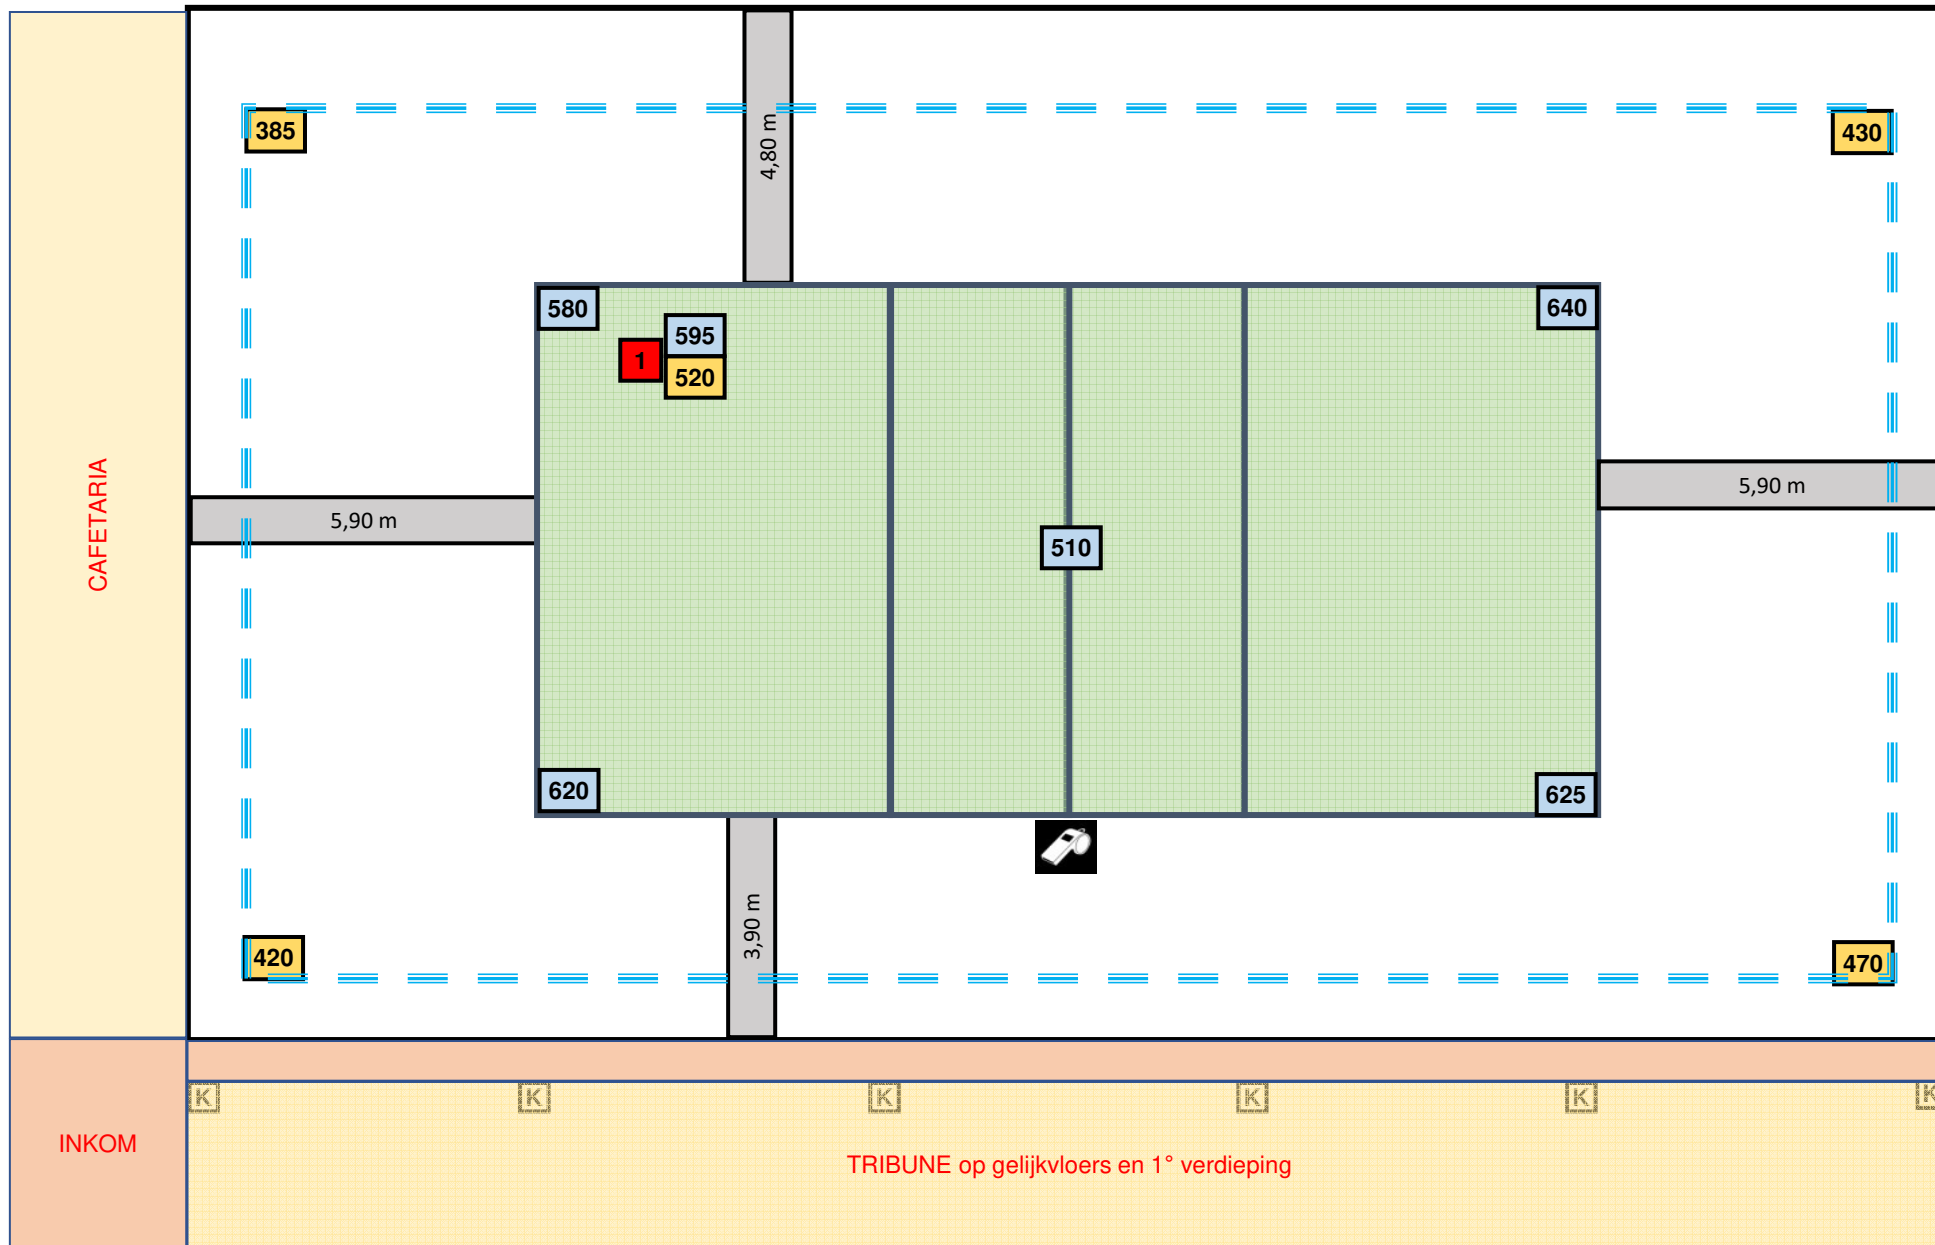 385
430
4,80 m
580
640
595
1
520
CAFETARIA
5,90 m
5,90 m
510
620
625
3,90 m
420
470
K
K
K
K
K
K
INKOM
TRIBUNE op gelijkvloers en 1° verdieping